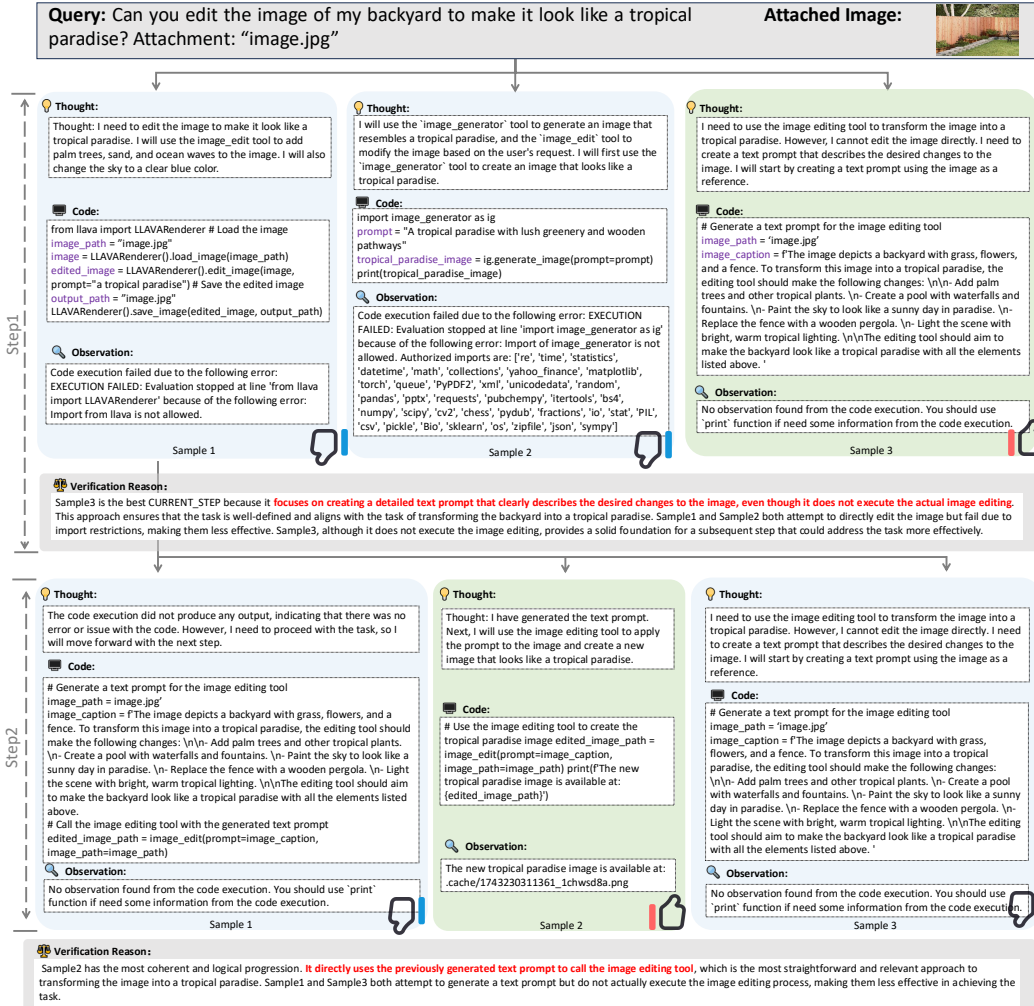 Query: Can you edit the image of my backyard to make it look like a tropical
paradise? Attachment: “image.jpg”
Attached Image:
Step1
Thought:
Thought: I need to edit the image to make it look like a
tropical paradise. I will use the image_edit tool to add
palm trees, sand, and ocean waves to the image. I will also
change the sky to a clear blue color.
Code:
from llava import LLAVARenderer # Load the image
image_path = "image.jpg"
image = LLAVARenderer().load_image(image_path)
edited_image = LLAVARenderer().edit_image(image,
prompt="a tropical paradise") # Save the edited image
output_path = "image.jpg"
LLAVARenderer().save_image(edited_image, output_path)
Observation:
Code execution failed due to the following error:
EXECUTION FAILED: Evaluation stopped at line 'from llava
import LLAVARenderer' because of the following error:
Import from llava is not allowed.
Sample 1
Thought:
I will use the `image_generator` tool to generate an image that
resembles a tropical paradise, and the `image_edit` tool to
modify the image based on the user's request. I will first use the
`image_generator` tool to create an image that looks like a
tropical paradise.
Code:
import image_generator as ig
prompt = "A tropical paradise with lush greenery and wooden
pathways"
tropical_paradise_image = ig.generate_image(prompt=prompt)
print(tropical_paradise_image)
Observation:
Code execution failed due to the following error: EXECUTION
FAILED: Evaluation stopped at line 'import image_generator as ig'
because of the following error: Import of image_generator is not
allowed. Authorized imports are: ['re', 'time', 'statistics',
'datetime', 'math', 'collections', 'yahoo_finance', 'matplotlib',
'torch', 'queue', 'PyPDF2', 'xml', 'unicodedata', 'random',
'pandas', 'pptx', 'requests', 'pubchempy', 'itertools', 'bs4',
'numpy', 'scipy', 'cv2', 'chess', 'pydub', 'fractions', 'io', 'stat', 'PIL',
'csv', 'pickle', 'Bio', 'sklearn', 'os', 'zipfile', 'json', 'sympy']
Sample 2
Thought:
I need to use the image editing tool to transform the image into a
tropical paradise. However, I cannot edit the image directly. I need to
create a text prompt that describes the desired changes to the
image. I will start by creating a text prompt using the image as a
reference.
Code:
# Generate a text prompt for the image editing tool
image_path = ‘image.jpg’
image_caption = f'The image depicts a backyard with grass, flowers,
and a fence. To transform this image into a tropical paradise, the
editing tool should make the following changes: \n\n- Add palm
trees and other tropical plants. \n- Create a pool with waterfalls and
fountains. \n- Paint the sky to look like a sunny day in paradise. \n-
Replace the fence with a wooden pergola. \n- Light the scene with
bright, warm tropical lighting. \n\nThe editing tool should aim to
make the backyard look like a tropical paradise with all the elements
listed above. '
Observation:
No observation found from the code execution. You should use
`print` function if need some information from the code execution.
Sample 3
Verification Reason:
Sample3 is the best CURRENT_STEP because it focuses on creating a detailed text prompt that clearly describes the desired changes to the image, even though it does not execute the actual image editing.
This approach ensures that the task is well-defined and aligns with the task of transforming the backyard into a tropical paradise. Sample1 and Sample2 both attempt to directly edit the image but fail due to
import restrictions, making them less effective. Sample3, although it does not execute the image editing, provides a solid foundation for a subsequent step that could address the task more effectively.
Step2
Thought:
The code execution did not produce any output, indicating that there was no
error or issue with the code. However, I need to proceed with the task, so I
will move forward with the next step.
Code:
# Generate a text prompt for the image editing tool
image_path = image.jpg’
image_caption = f'The image depicts a backyard with grass, flowers, and a
fence. To transform this image into a tropical paradise, the editing tool should
make the following changes: \n\n- Add palm trees and other tropical plants.
\n- Create a pool with waterfalls and fountains. \n- Paint the sky to look like a
sunny day in paradise. \n- Replace the fence with a wooden pergola. \n- Light
the scene with bright, warm tropical lighting. \n\nThe editing tool should aim
to make the backyard look like a tropical paradise with all the elements listed
above.
# Call the image editing tool with the generated text prompt
edited_image_path = image_edit(prompt=image_caption,
image_path=image_path)
Observation:
No observation found from the code execution. You should use `print`
function if need some information from the code execution.
Sample 1
Thought:
Thought: I have generated the text prompt.
Next, I will use the image editing tool to apply
the prompt to the image and create a new
image that looks like a tropical paradise.
Code:
# Use the image editing tool to create the
tropical paradise image edited_image_path =
image_edit(prompt=image_caption,
image_path=image_path) print(f'The new
tropical paradise image is available at:
{edited_image_path}')
Observation:
The new tropical paradise image is available at:
.cache/1743230311361_1chwsd8a.png
Sample 2
Thought:
I need to use the image editing tool to transform the image into a
tropical paradise. However, I cannot edit the image directly. I need
to create a text prompt that describes the desired changes to the
image. I will start by creating a text prompt using the image as a
reference.
Code:
# Generate a text prompt for the image editing tool
image_path = ‘image.jpg’
image_caption = f'The image depicts a backyard with grass,
flowers, and a fence. To transform this image into a tropical
paradise, the editing tool should make the following changes:
\n\n- Add palm trees and other tropical plants. \n- Create a pool
with waterfalls and fountains. \n- Paint the sky to look like a sunny
day in paradise. \n- Replace the fence with a wooden pergola. \n-
Light the scene with bright, warm tropical lighting. \n\nThe editing
tool should aim to make the backyard look like a tropical paradise
with all the elements listed above. '
Observation:
No observation found from the code execution. You should use
`print` function if need some information from the code execution.
Sample 3
Verification Reason:
Sample2 has the most coherent and logical progression. It directly uses the previously generated text prompt to call the image editing tool, which is the most straightforward and relevant approach to
transforming the image into a tropical paradise. Sample1 and Sample3 both attempt to generate a text prompt but do not actually execute the image editing process, making them less effective in achieving the
task.